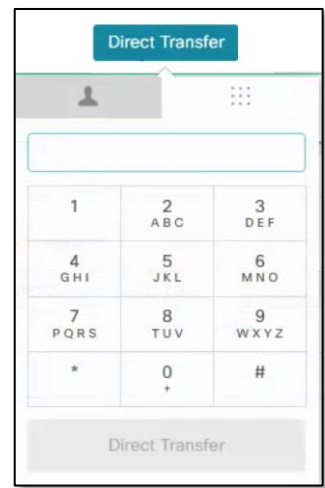 Direct Transfer
1 2 3
ABC DEF
4 5 6
GHI JKL MNO
7 8 9
PQRS TUV WXYZ
* 0 #
+
Direct Transfer